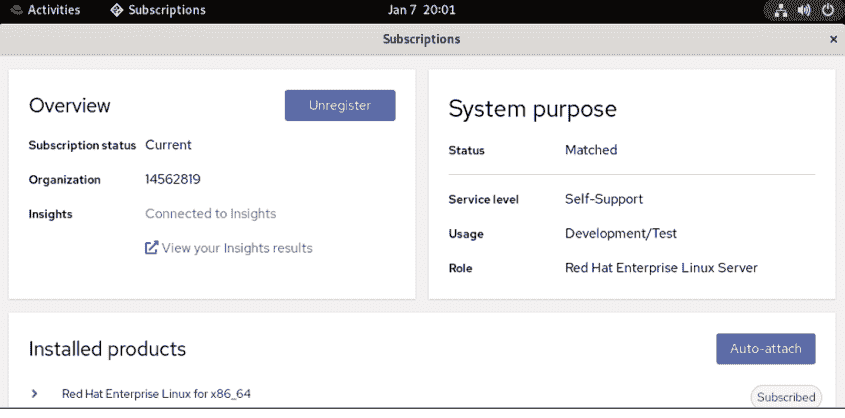 Activities Subscriptions Jan 7 20:01
Subscriptions ×
Overview Unregister
Subscription status Current
Organization 14562819
Insights Connected to Insights
View your Insights results
System purpose
Status Matched
Service level Self-Support
Usage Development/Test
Role Red Hat Enterprise Linux Server
Installed products Auto-attach
Red Hat Enterprise Linux for x86_64 Subscribed